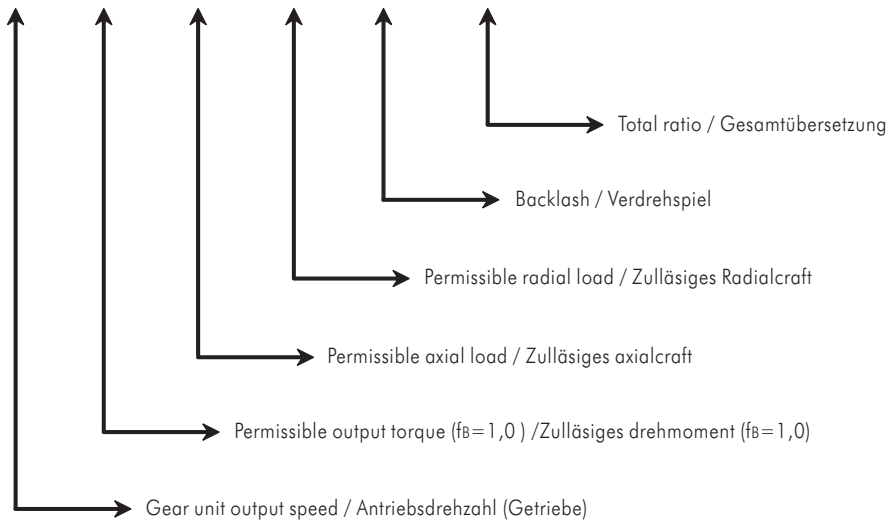 Total ratio / Gesamtübersetzung
Backlash / Verdrehspiel
Permissible radial load / Zulläsiges Radialcraft
Permissible axial load / Zulläsiges axialcraft
Permissible output torque (fB=1,0 ) /Zulläsiges drehmoment (fB=1,0)
Gear unit output speed / Antriebsdrehzahl (Getriebe)